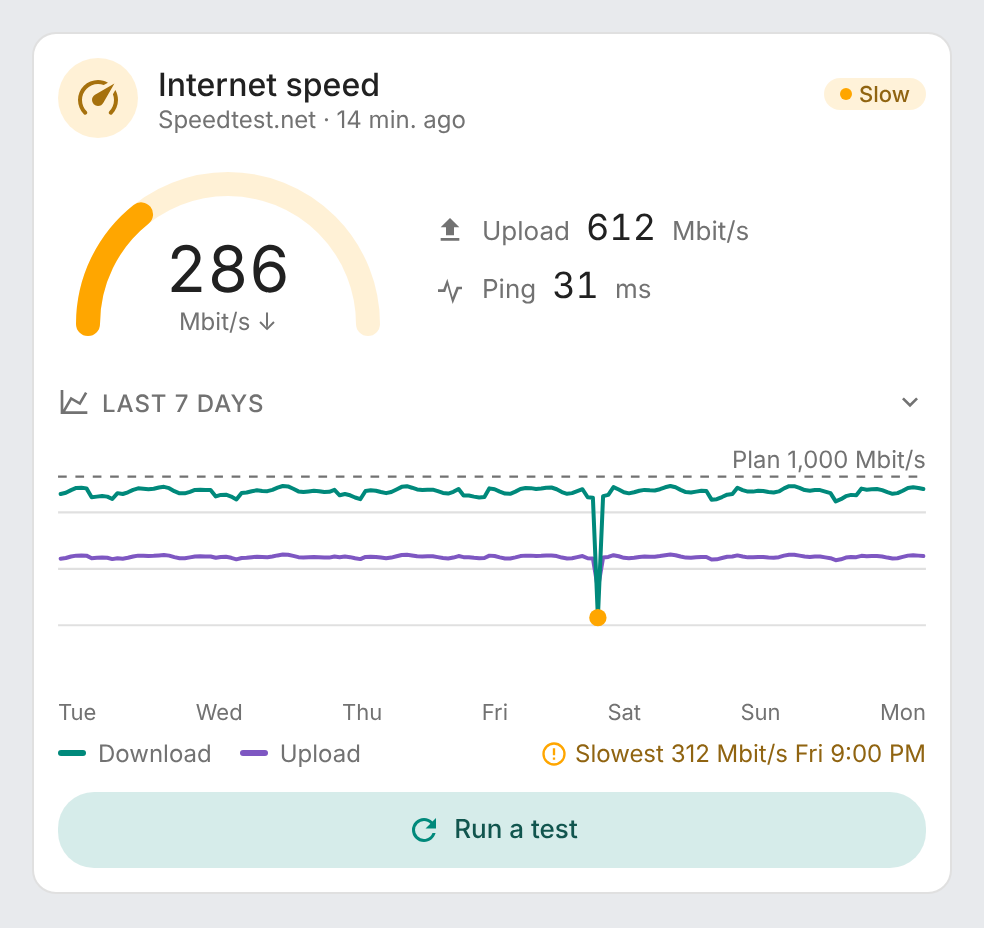 Internet speed
Speedtest.net · 14 min. ago
Slow
286
Mbit/s ↓
Upload 612 Mbit/s
Ping 31 ms
LAST 7 DAYS
Plan 1,000 Mbit/s
Tue Wed Thu Fri Sat Sun Mon
Download Upload Slowest 312 Mbit/s Fri 9:00 PM
Run a test